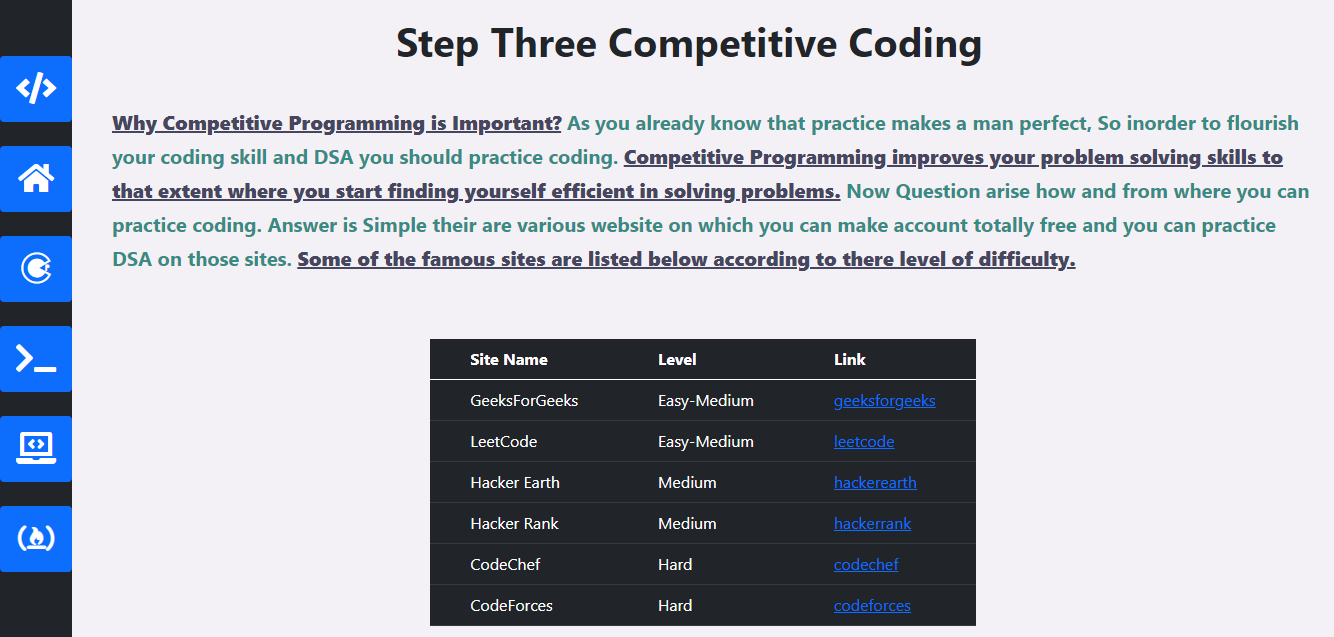 Step Three Competitive Coding
Why Competitive Programming is Important? As you already know that practice makes a man perfect, So inorder to flourish
your coding skill and DSA you should practice coding. Competitive Programming improves your problem solving skills to
that extent where you start finding yourself efficient in solving problems. Now Question arise how and from where you can
practice coding. Answer is Simple their are various website on which you can make account totally free and you can practice
DSA on those sites. Some of the famous sites are listed below according to there level of difficulty.
Site Name Level Link
GeeksForGeeks Easy-Medium geeksforgeeks
LeetCode Easy-Medium leetcode
Hacker Earth Medium hackerearth
Hacker Rank Medium hackerrank
CodeChef Hard codechef
CodeForces Hard codeforces